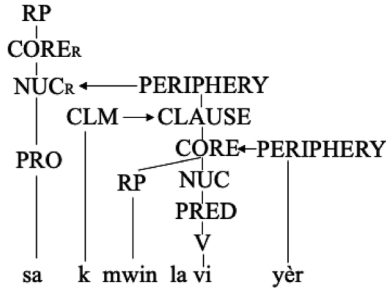 RP
CORER
NUCR PERIPHERY
CLM CLAUSE
CORE PERIPHERY
PRO RP NUC
PRED
V
sa k mwin la vi yèr